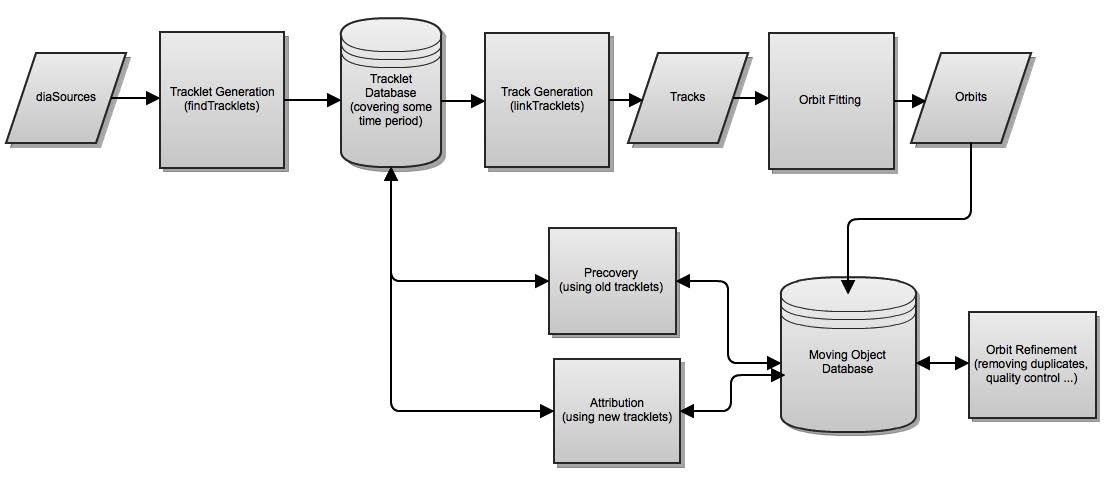 diaSources
Tracklet Generation
(findTracklets)
Tracklet
Database
(covering some
time period)
Track Generation
(linkTracklets)
Tracks
Orbit Fitting
Orbits
Precovery
(using old tracklets)
Moving Object
Database
Orbit Refinement
(removing duplicates,
quality control ...)
Attribution
(using new tracklets)